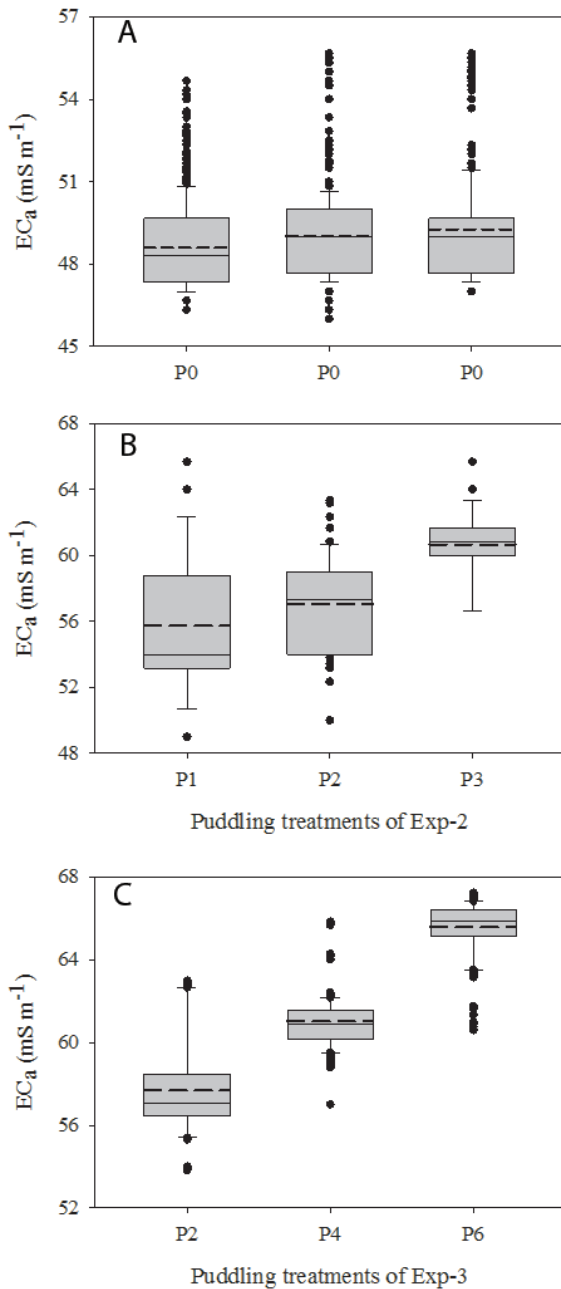 A
57
54
51
48
45
ECₐ (mS m⁻¹)
P0 P0 P0
B
68
64
60
56
52
48
ECₐ (mS m⁻¹)
P1 P2 P3
Puddling treatments of Exp-2
C
68
64
60
56
52
ECₐ (mS m⁻¹)
P2 P4 P6
Puddling treatments of Exp-3